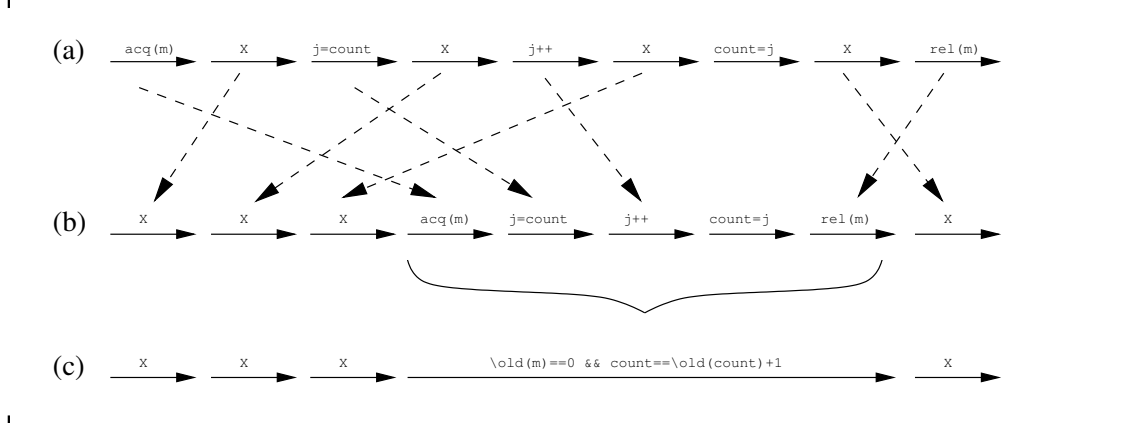 (a) acq(m) X j=count X j++ X count=j X rel(m)
(b) X X X acq(m) j=count j++ count=j rel(m) X
(c) X X X \old(m)==0 && count==\old(count)+1 X